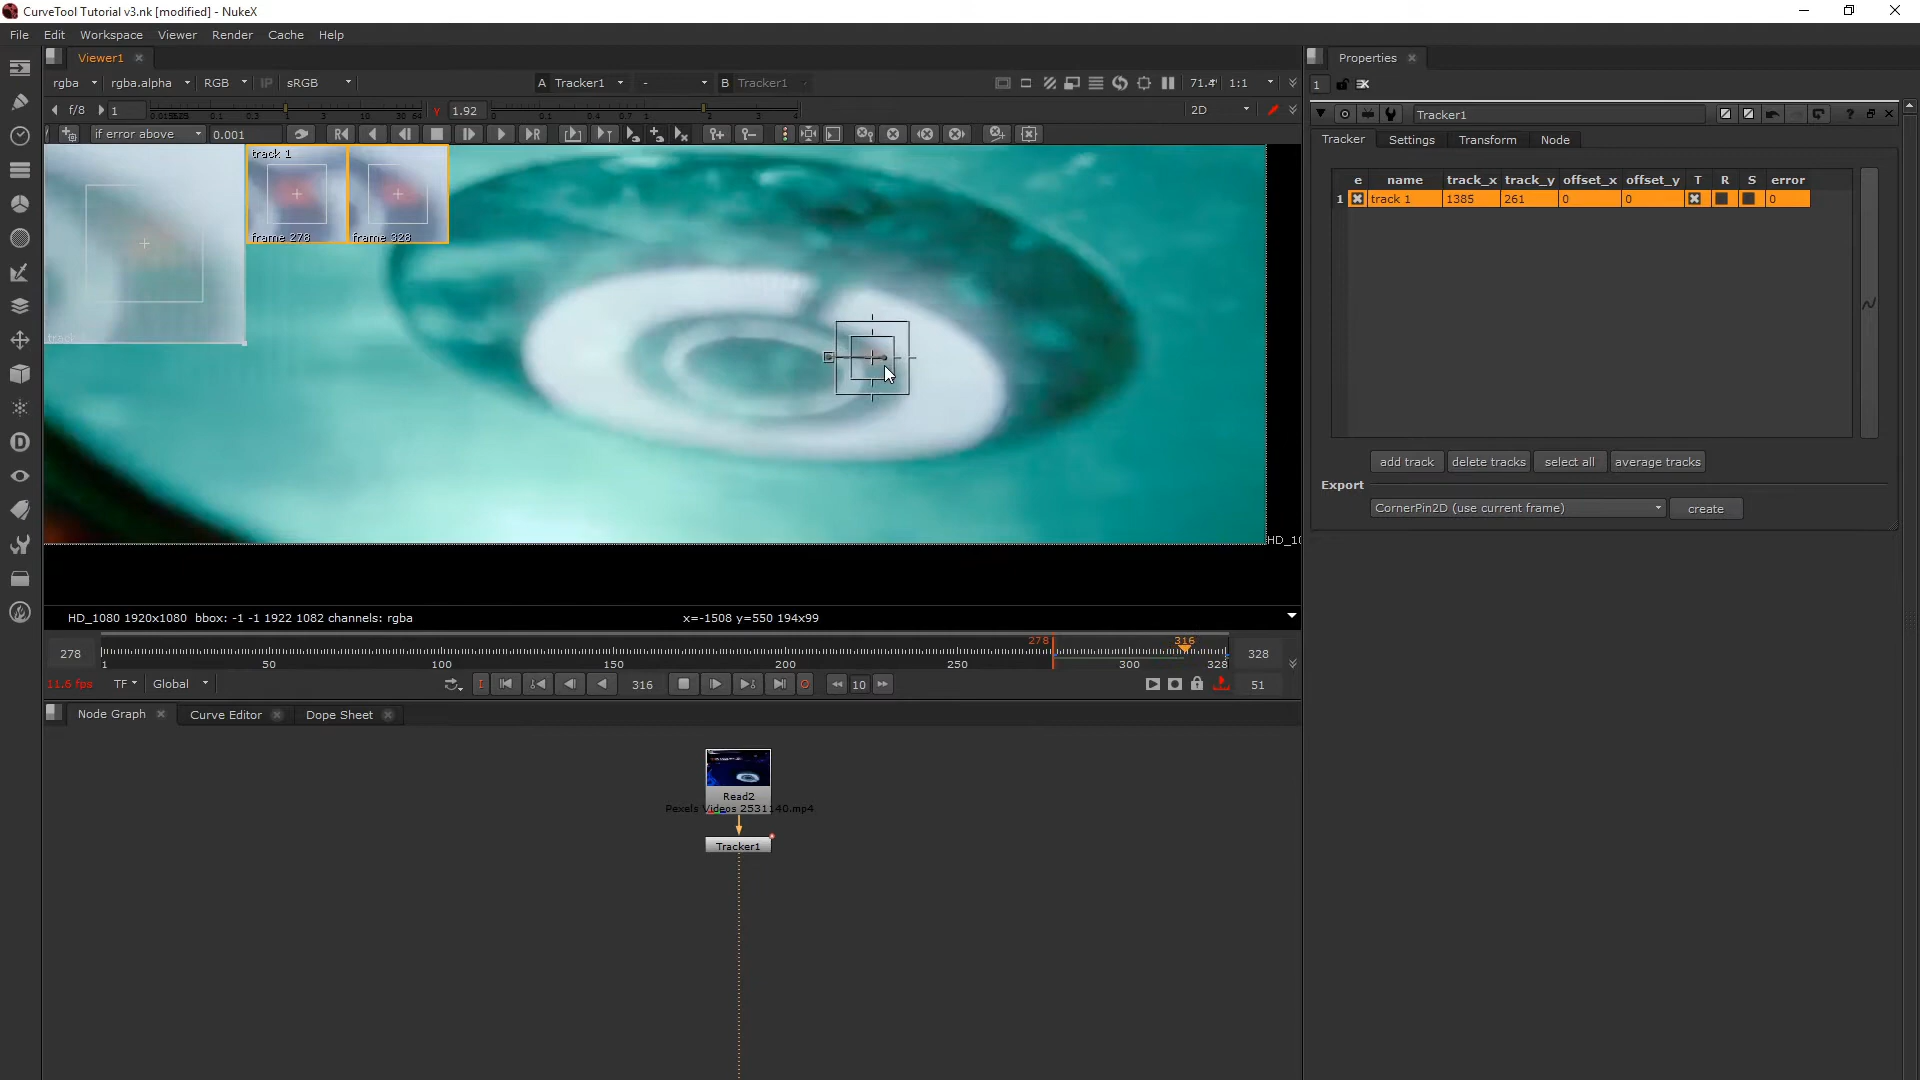 CurveTool Tutorial v3.nk [modified] - NukeX
File Edit Workspace Viewer Render Cache Help
Viewer1
rgba rgba.alpha RGB IP sRGB A Tracker1 - B Tracker1 71.4 1:1
f/8 1 Y 1.92 2D
if error above 0.001
track 1
frame 278 frame 328
HD_10
HD_1080 1920x1080 bbox: -1 -1 1922 1082 channels: rgba x=-1508 y=550 194x99
278 278 316 328
1 50 100 150 200 250 300 328
11.6 fps TF Global 316 10 51
Node Graph Curve Editor Dope Sheet
Read2
Pexels Videos 2531140.mp4
Tracker1
Properties
1
Tracker1
Tracker Settings Transform Node
e name track_x track_y offset_x offset_y T R S error
1 track 1 1385 261 0 0 0
add track delete tracks select all average tracks
Export
CornerPin2D (use current frame) create